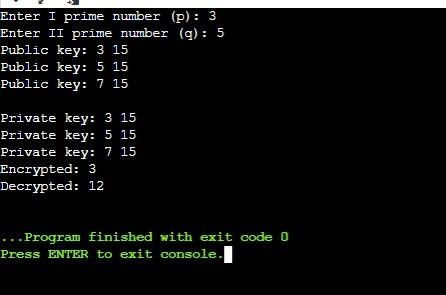 Enter I prime number (p): 3
Enter II prime number (q): 5
Public key: 3 15
Public key: 5 15
Public key: 7 15
Private key: 3 15
Private key: 5 15
Private key: 7 15
Encrypted: 3
Decrypted: 12
...Program finished with exit code 0
Press ENTER to exit console.